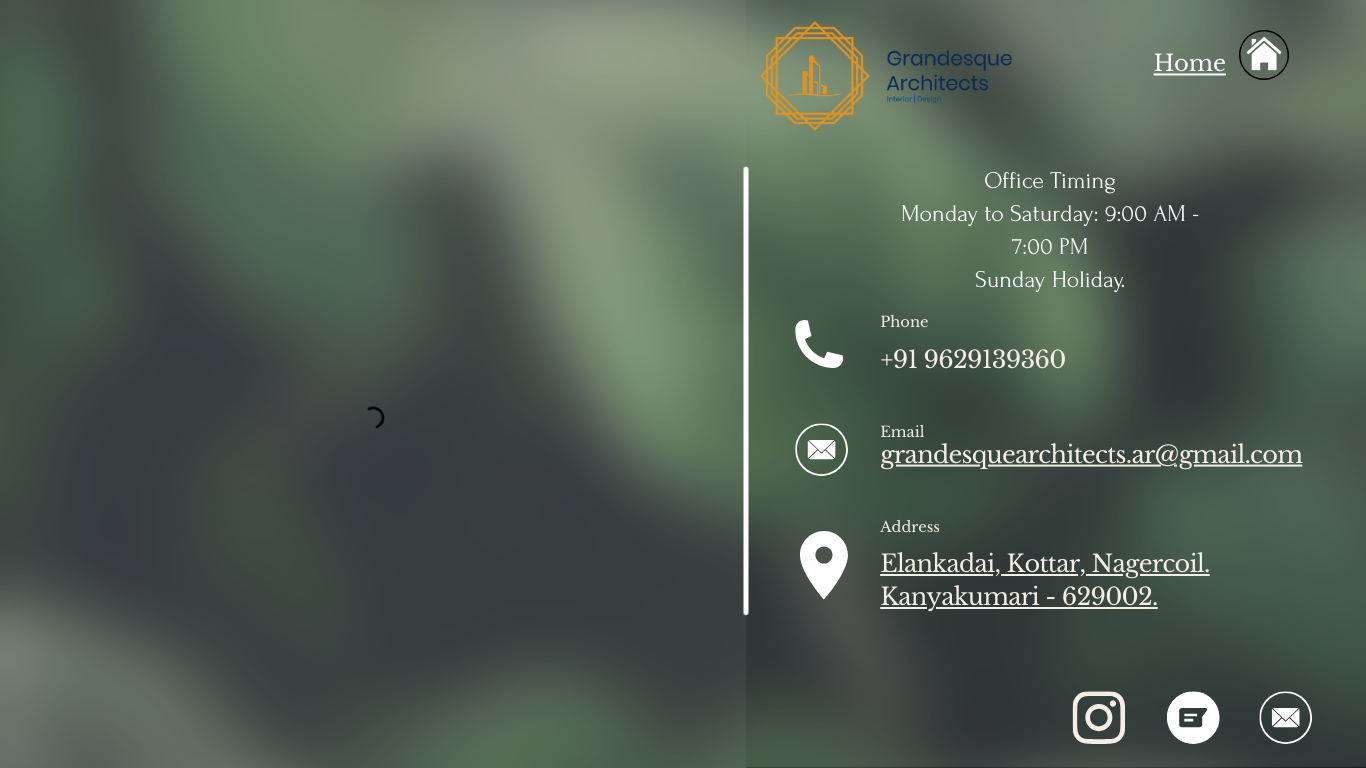 Grandesque
Architects
Interior | Design
Home
Office Timing
Monday to Saturday: 9:00 AM -
7:00 PM
Sunday Holiday.
Phone
+91 9629139360
Email
grandesquearchitects.ar@gmail.com
Address
Elankadai, Kottar, Nagercoil.
Kanyakumari - 629002.